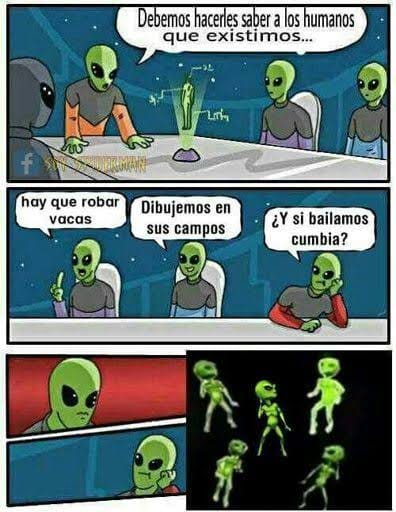 Debemos hacerles saber a los humanos
que existimos...
hay que robar
vacas
Dibujemos en
sus campos
¿Y si bailamos
cumbia?